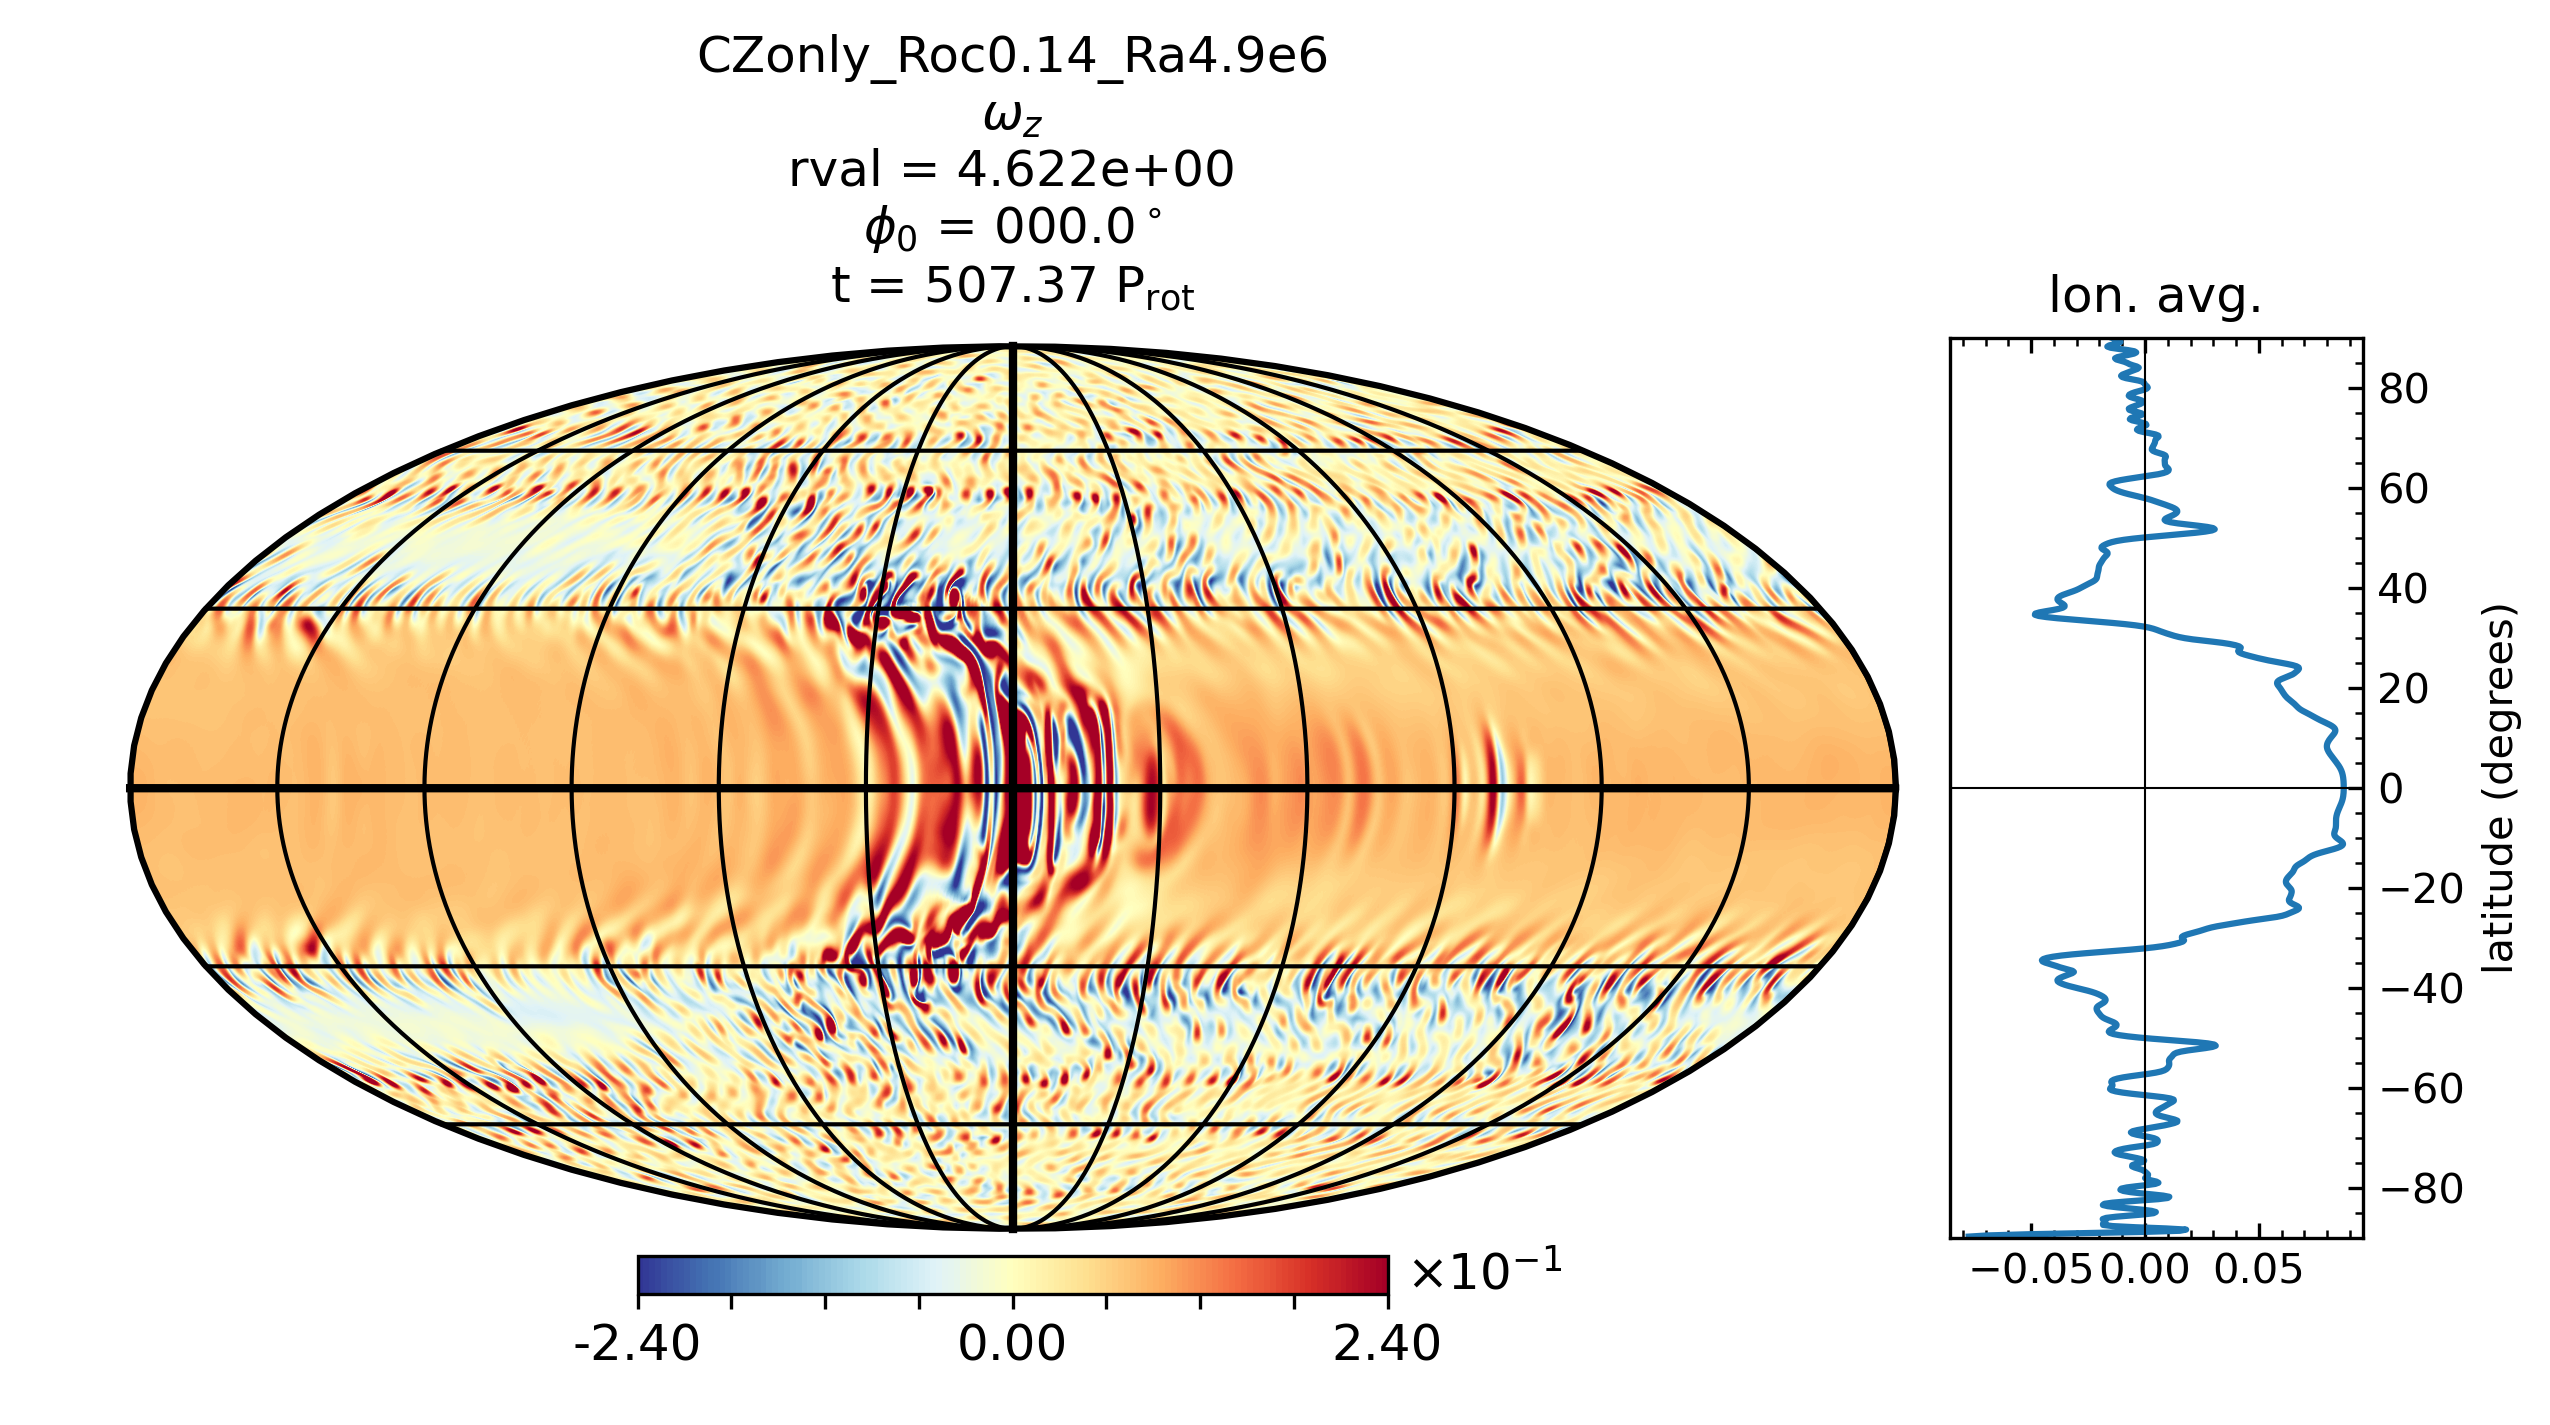 CZonly_Roc0.14_Ra4.9e6
ω_z
rval = 4.622e+00
ϕ₀ = 000.0°
t = 507.37 P_rot
lon. avg.
80
60
40
20
0
−20
−40
−60
−80
latitude (degrees)
−0.05 0.00 0.05
×10⁻¹
-2.40 0.00 2.40